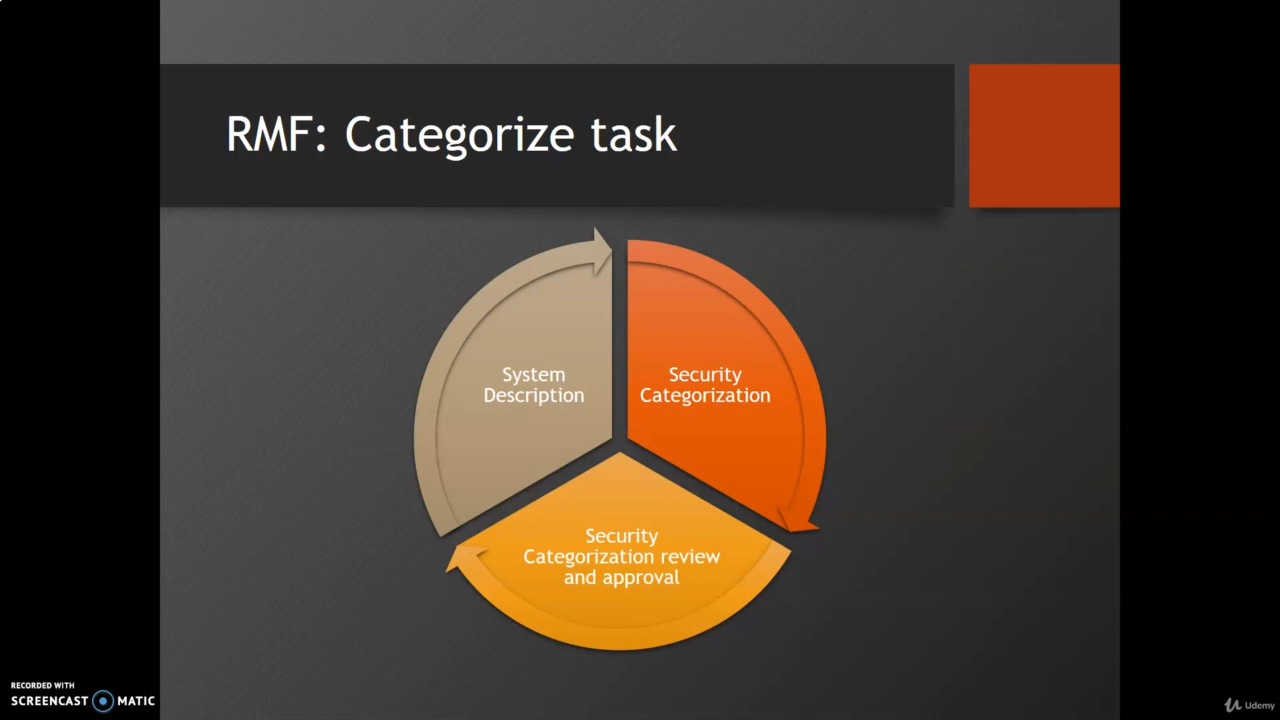 RMF: Categorize task
System
Description
Security
Categorization
Security
Categorization review
and approval
RECORDED WITH
SCREENCAST MATIC
Udemy